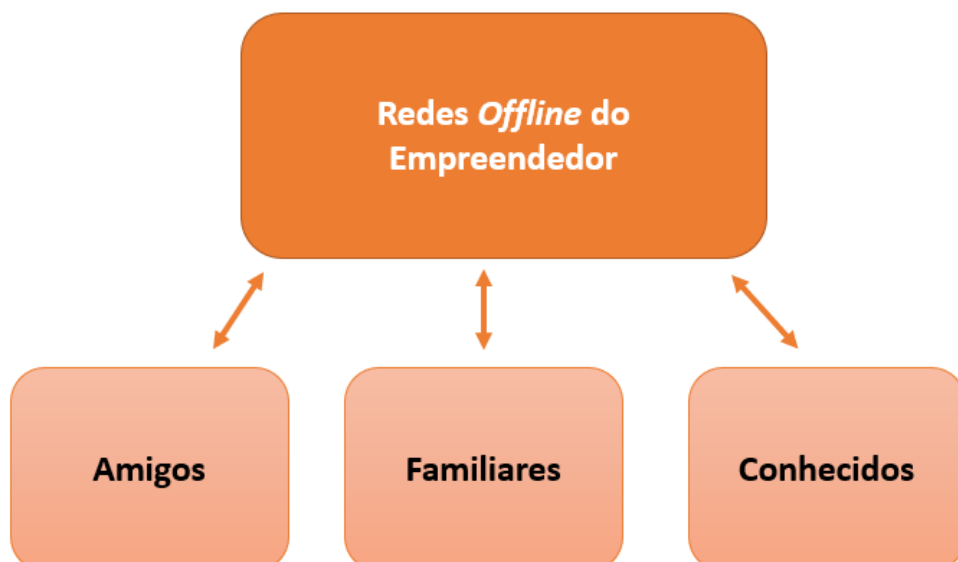 Redes Offline do
Empreendedor
Amigos
Familiares
Conhecidos